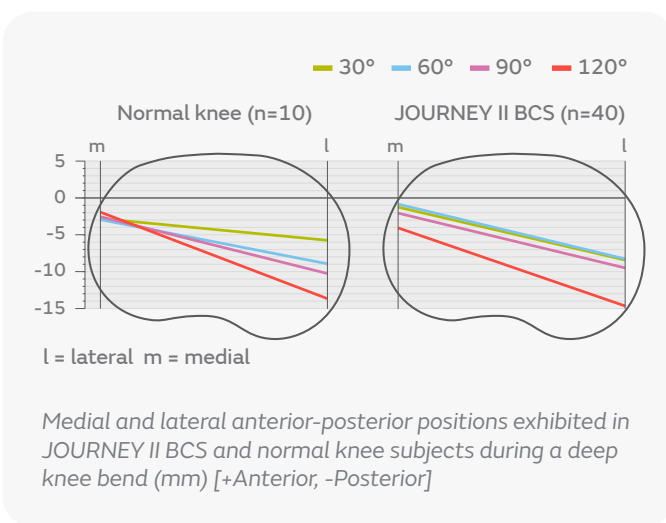 30° 60° 90° 120°
Normal knee (n=10) JOURNEY II BCS (n=40)
m l m l
5
0
-5
-10
-15
l = lateral m = medial
Medial and lateral anterior-posterior positions exhibited in
JOURNEY II BCS and normal knee subjects during a deep
knee bend (mm) [+Anterior, -Posterior]